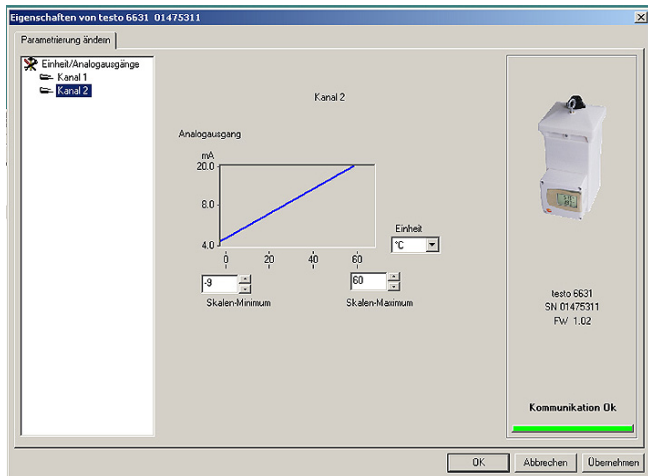 Eigenschaften von testo 6631 01475311
Parametrierung ändern
Einheit/Analogausgänge
Kanal 1
Kanal 2
Kanal 2
Analogausgang
mA
20.0
8.0
4.0
0 20 40 60
Einheit
°C
-9
60
Skalen-Minimum
Skalen-Maximum
testo 6631
SN 01475311
FW 1.02
Kommunikation Ok
OK
Abbrechen
Übernehmen